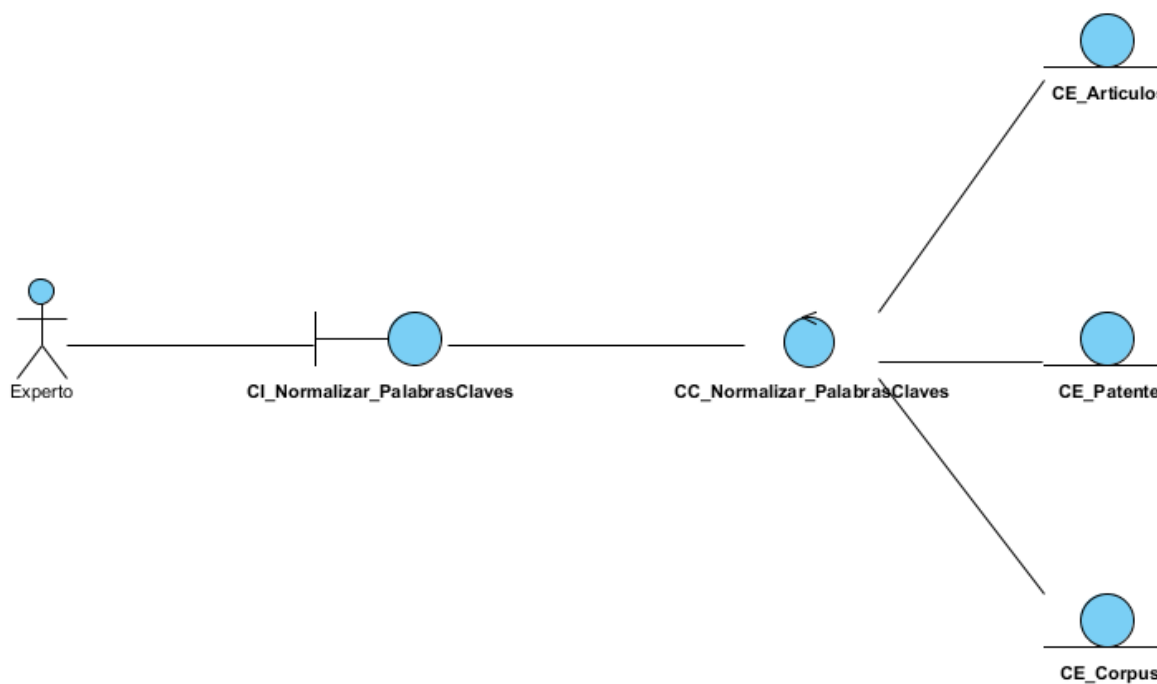 CE_Articulos
Experto
CI_Normalizar_PalabrasClaves
CC_Normalizar_PalabrasClaves
CE_Patente
CE_Corpus